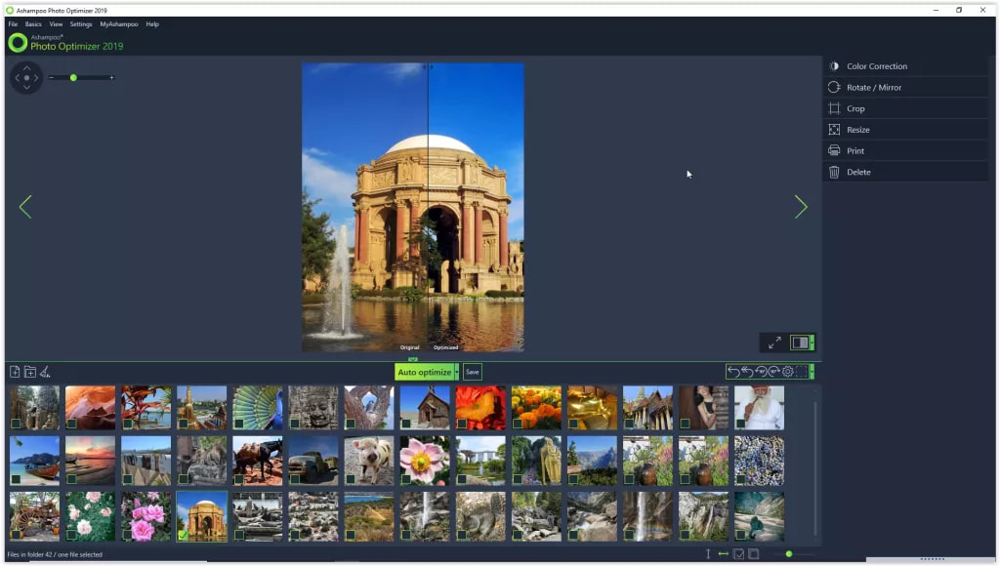 Ashampoo Photo Optimizer 2019
File Basics View Settings MyAshampoo Help
Ashampoo®
Photo Optimizer 2019
Color Correction
Rotate / Mirror
Crop
Resize
Print
Delete
Original Optimized
Auto optimize Save
Files in folder 42 / one file selected